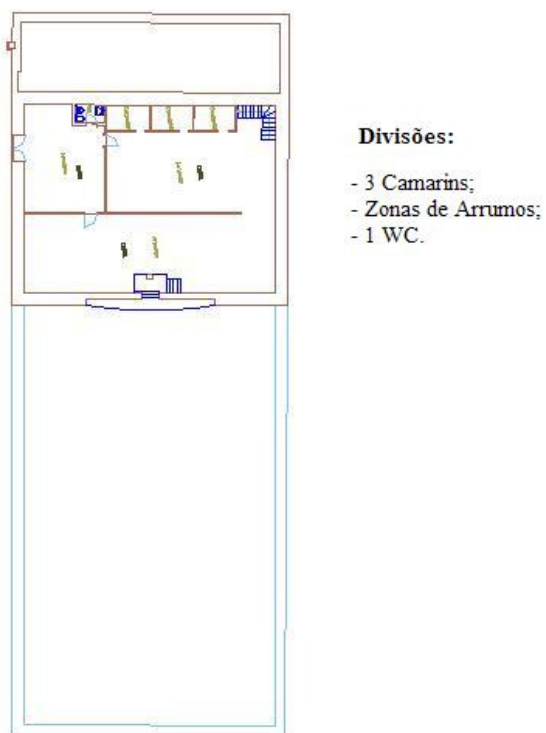 Divisões:
- 3 Camarins;
- Zonas de Arrumos;
- 1 WC.